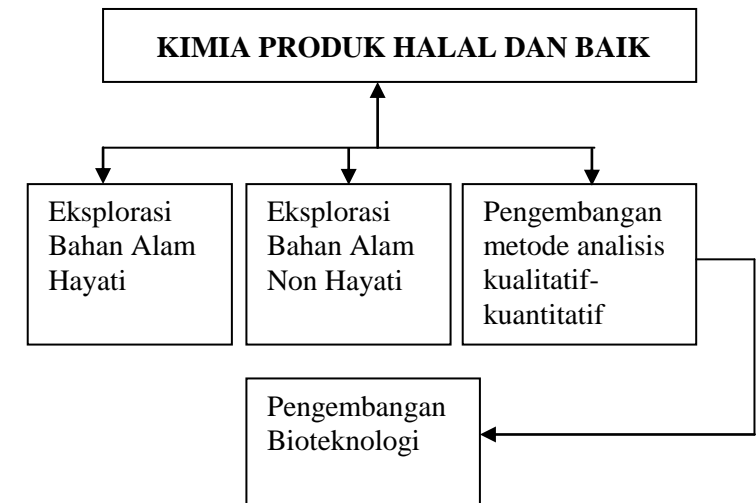 KIMIA PRODUK HALAL DAN BAIK
Eksplorasi
Bahan Alam
Hayati
Eksplorasi
Bahan Alam
Non Hayati
Pengembangan
metode analisis
kualitatif-
kuantitatif
Pengembangan
Bioteknologi